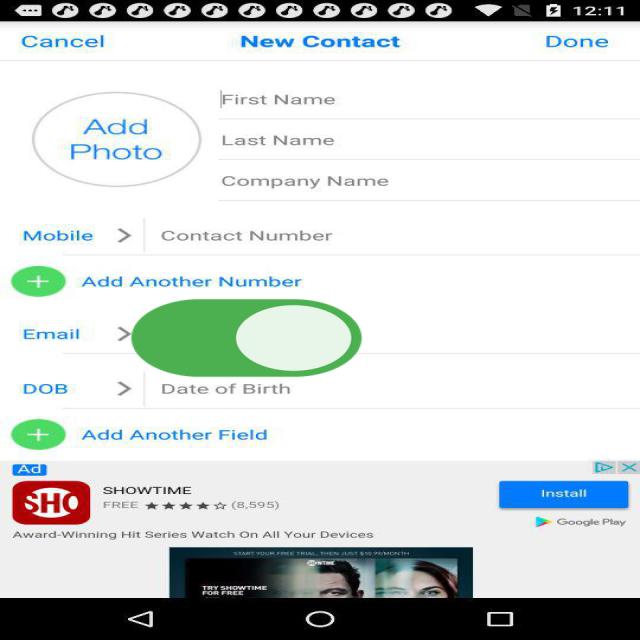 12:11
Cancel New Contact Done
First Name
Add Photo
Last Name
Company Name
Mobile Contact Number
Add Another Number
Email
DOB Date of Birth
Add Another Field
Ad
SHOWTIME
SHO
FREE ★★★★☆ (8,595)
Install
Google Play
Award-Winning Hit Series Watch On All Your Devices
START YOUR FREE TRIAL, THEN JUST $10.99/MONTH
SHOWTIME
TRY SHOWTIME
FOR FREE